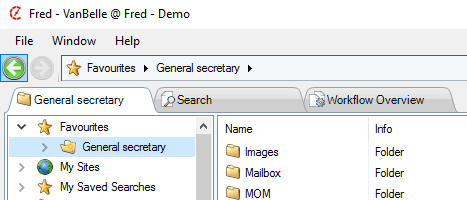 Fred - VanBelle @ Fred - Demo
File Window Help
Favourites General secretary
General secretary Search Workflow Overview
Favourites
General secretary
My Sites
My Saved Searches
Name Info
Images Folder
Mailbox Folder
MOM Folder